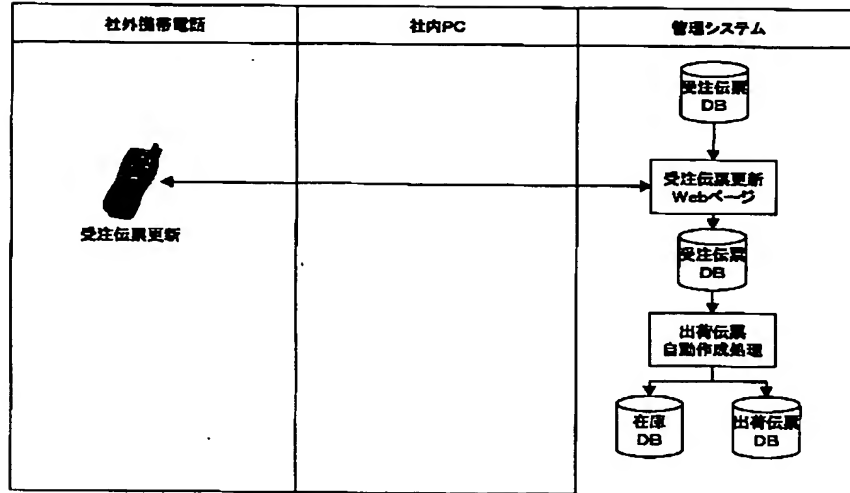 社外携帯電話
社内PC
管理システム
受注伝票
DB
受注伝票更新
Webページ
受注伝票更新
受注伝票
DB
出荷伝票
自動作成処理
在庫
DB
出荷伝票
DB